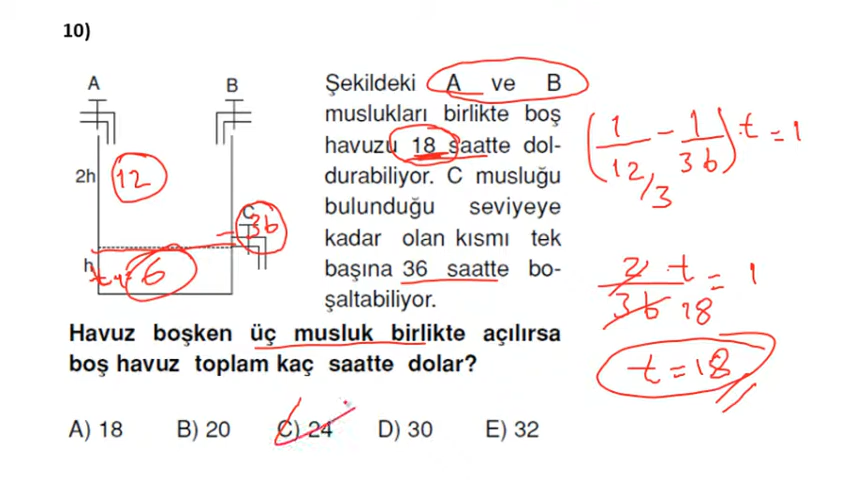 10)
A
B
2h
12
C
36
h
t₁=6
Şekildeki A ve B
muslukları birlikte boş
havuzu 18 saatte dol-
durabiliyor. C musluğu
bulunduğu seviyeye
kadar olan kısmı tek
başına 36 saatte bo-
şaltabiliyor.
Havuz boşken üç musluk birlikte açılırsa
boş havuz toplam kaç saatte dolar?
A) 18 B) 20 C) 24 D) 30 E) 32
(1/12 - 1/36) . t = 1
/3
2/36 t = 1
18
t = 18